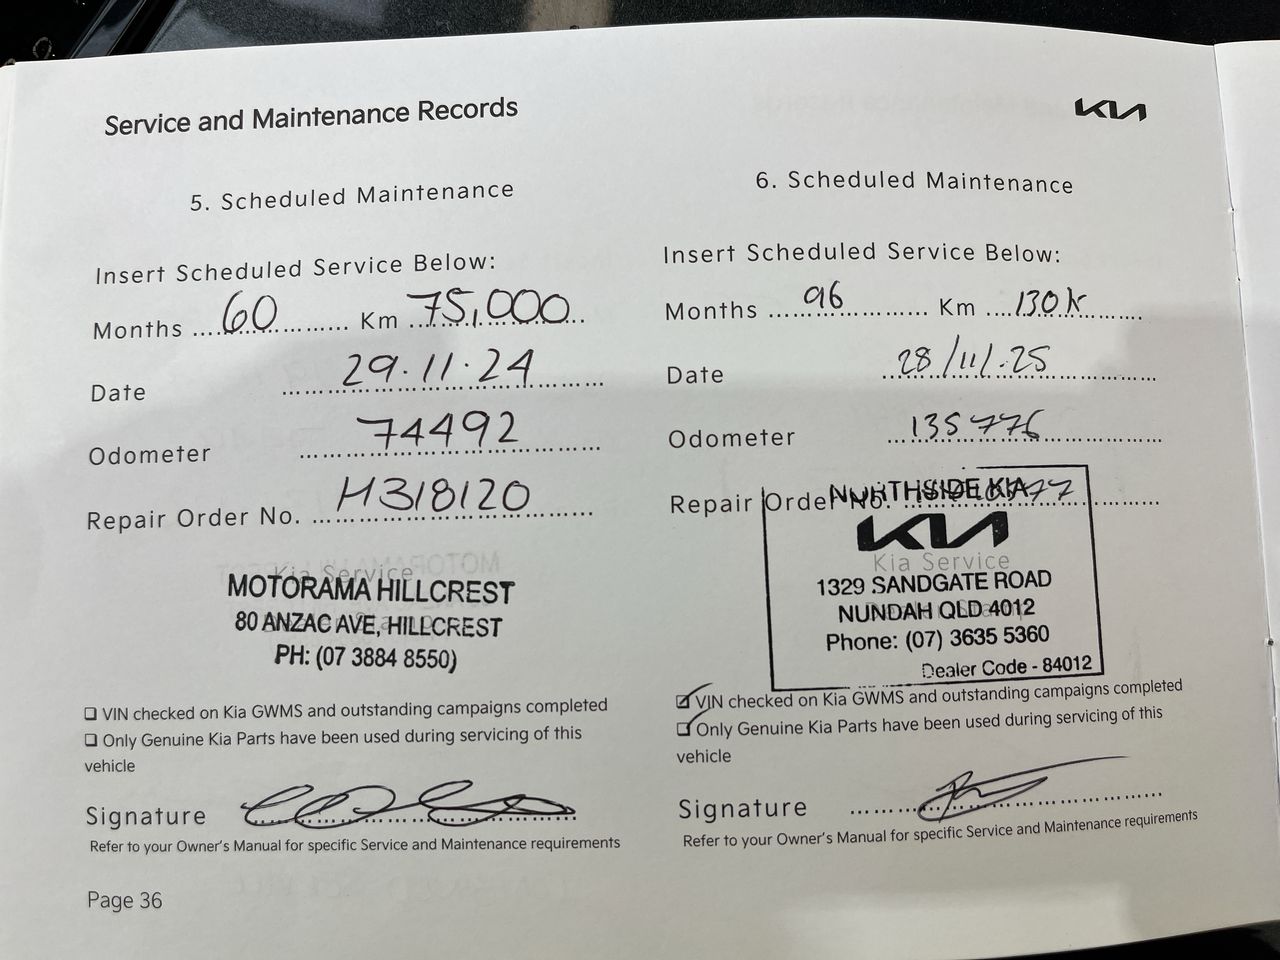 Service and Maintenance Records
KIA
5. Scheduled Maintenance
Insert Scheduled Service Below:
Months 60 Km 75,000
Date 29.11.24
Odometer 74492
Repair Order No. H318120
Kia Service
MOTORAMA HILLCREST
80 ANZAC AVE, HILLCREST
PH: (07 3884 8550)
❏ VIN checked on Kia GWMS and outstanding campaigns completed
❏ Only Genuine Kia Parts have been used during servicing of this
vehicle
Signature
Refer to your Owner's Manual for specific Service and Maintenance requirements
Page 36
6. Scheduled Maintenance
Insert Scheduled Service Below:
Months 96 Km 130K
Date 28/11/.25
Odometer 135776
Repair Order No.
NORTHSIDE KIA
KIA
Kia Service
1329 SANDGATE ROAD
NUNDAH QLD 4012
Phone: (07) 3635 5360
Dealer Code - 84012
☑ VIN checked on Kia GWMS and outstanding campaigns completed
☑ Only Genuine Kia Parts have been used during servicing of this
vehicle
Signature
Refer to your Owner's Manual for specific Service and Maintenance requirements